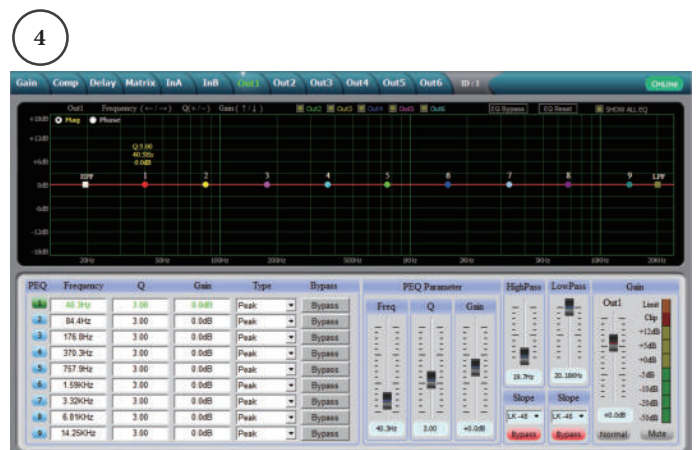 4
Gain Comp Delay Matrix InA InB Out1 Out2 Out3 Out4 Out5 Out6 ID:1 OnLine
Out1 Frequency (←/→) Q(+/-) Gain(↑/↓) Out2 Out3 Out4 Out5 Out6 EQ Bypass EQ Reset SHOW ALL EQ
+18dB Mag Phase
+12dB
Q:3.00
40.3Hz
+6dB 0.0dB
HPF 1 2 3 4 5 6 7 8 9 LPF
0dB
-6dB
-12dB
-18dB
20Hz 50Hz 100Hz 200Hz 500Hz
PEQ Frequency Q Gain Type Bypass
1 40.3Hz 3.00 0.0dB Peak Bypass
2 84.4Hz 3.00 0.0dB Peak Bypass
3 176.8Hz 3.00 0.0dB Peak Bypass
4 370.3Hz 3.00 0.0dB Peak Bypass
5 757.9Hz 3.00 0.0dB Peak Bypass
6 1.59KHz 3.00 0.0dB Peak Bypass
7 3.32KHz 3.00 0.0dB Peak Bypass
8 6.81KHz 3.00 0.0dB Peak Bypass
9 14.25KHz 3.00 0.0dB Peak Bypass
PEQ Parameter
Freq Q Gain
40.3Hz 3.00 +0.0dB
HighPass LowPass
19.7Hz 20.16KHz
Slope Slope
LK-48 LK-48
Bypass Bypass
Gain
Out1 Limit
Clip
+12dB
+5dB
+0dB
-5dB
-10dB
-20dB
+0.0dB -50dB
Normal Mute